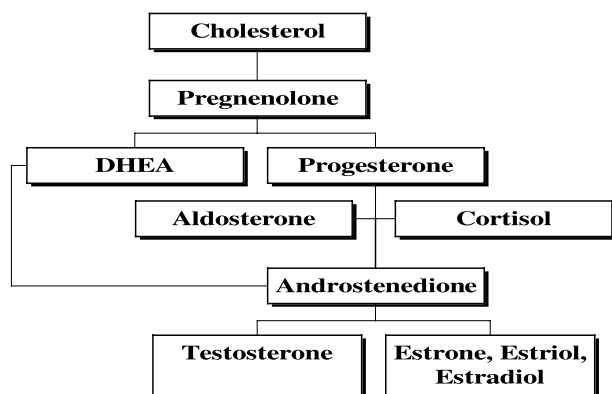 Cholesterol
Pregnenolone
DHEA
Progesterone
Aldosterone
Cortisol
Androstenedione
Testosterone
Estrone, Estriol,
Estradiol